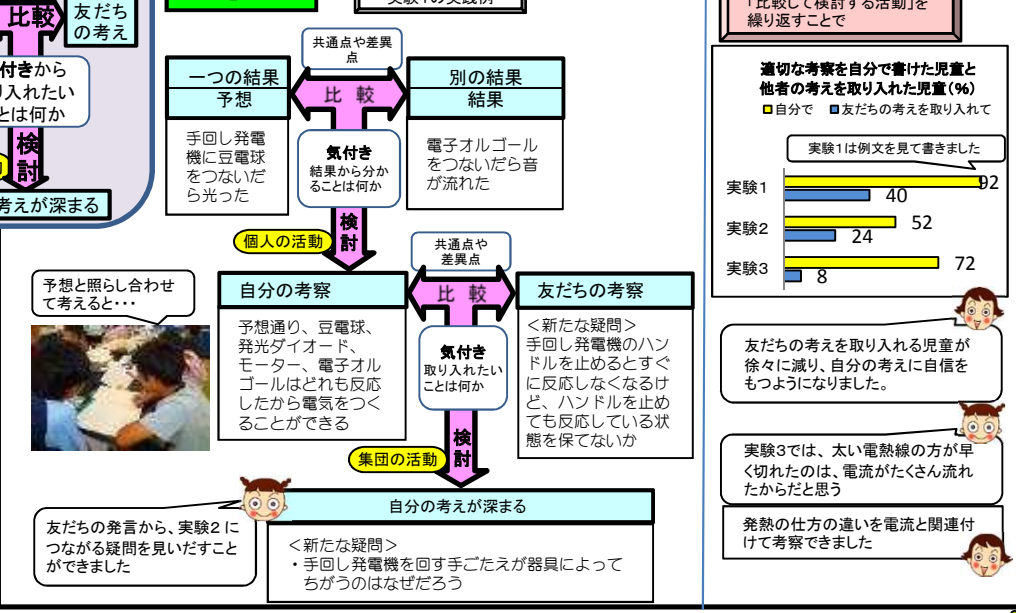 比較
友だち
の考え
付きから
り入れたい
とは何か
検
討
考えが深まる
実験1の実践例
共通点や差異
点
一つの結果
予想
比 較
別の結果
結果
手回し発電
機に豆電球
をつないだ
ら光った
気付き
結果から分か
ることは何か
電子オルゴール
をつないだら音
が流れた
検
討
個人の活動
共通点や
差異点
予想と照らし合わせ
て考えると・・・
自分の考察
比 較
友だちの考察
予想通り、豆電球、
発光ダイオード、
モーター、電子オル
ゴールはどれも反応
したから電気をつく
ることができる
気付き
取り入れたい
ことは何か
＜新たな疑問＞
手回し発電機のハン
ドルを止めるとすぐ
に反応しなくなるけ
ど、ハンドルを止め
ても反応している状
態を保てないか
検
討
集団の活動
自分の考えが深まる
友だちの発言から、実験2に
つながる疑問を見いだすこと
ができました
＜新たな疑問＞
・手回し発電機を回す手ごたえが器具によって
ちがうのはなぜだろう
「比較して検討する活動」を
繰り返すことで
適切な考察を自分で書けた児童と
他者の考えを取り入れた児童(%)
自分で 友だちの考えを取り入れて
実験1は例文を見て書きました
実験1 92
40
実験2 52
24
実験3 72
8
友だちの考えを取り入れる児童が
徐々に減り、自分の考えに自信を
もつようになりました。
実験3では、太い電熱線の方が早
く切れたのは、電流がたくさん流れ
たからだと思う
発熱の仕方の違いを電流と関連付
けて考察できました